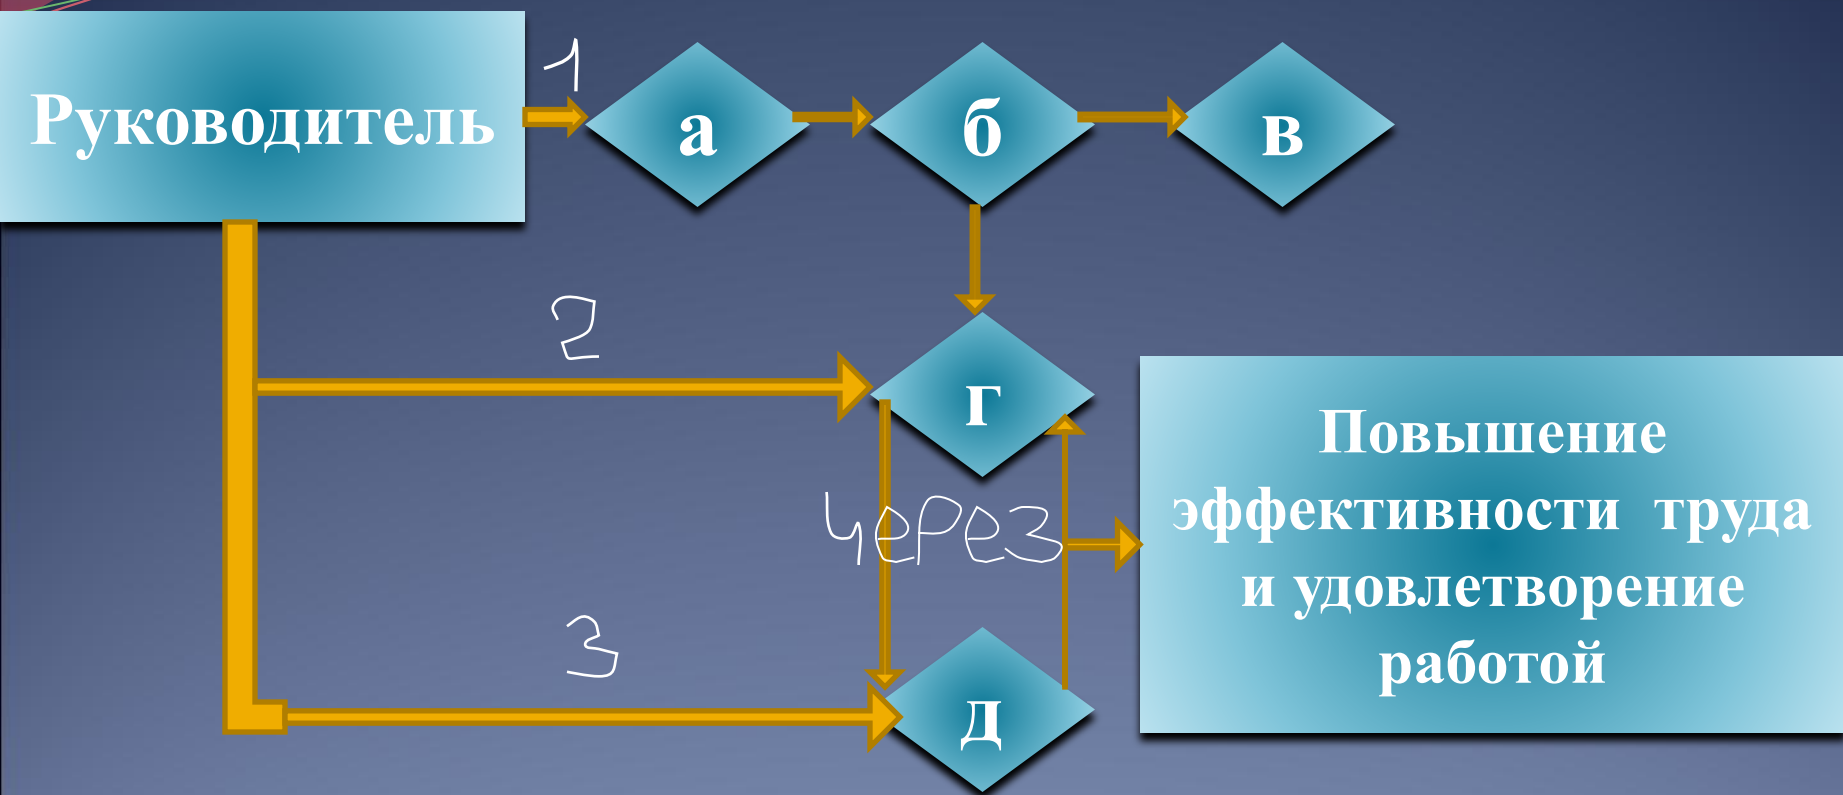 Руководитель
1
а
б
в
2
г
Повышение
эффективности труда
и удовлетворение
работой
через
3
д